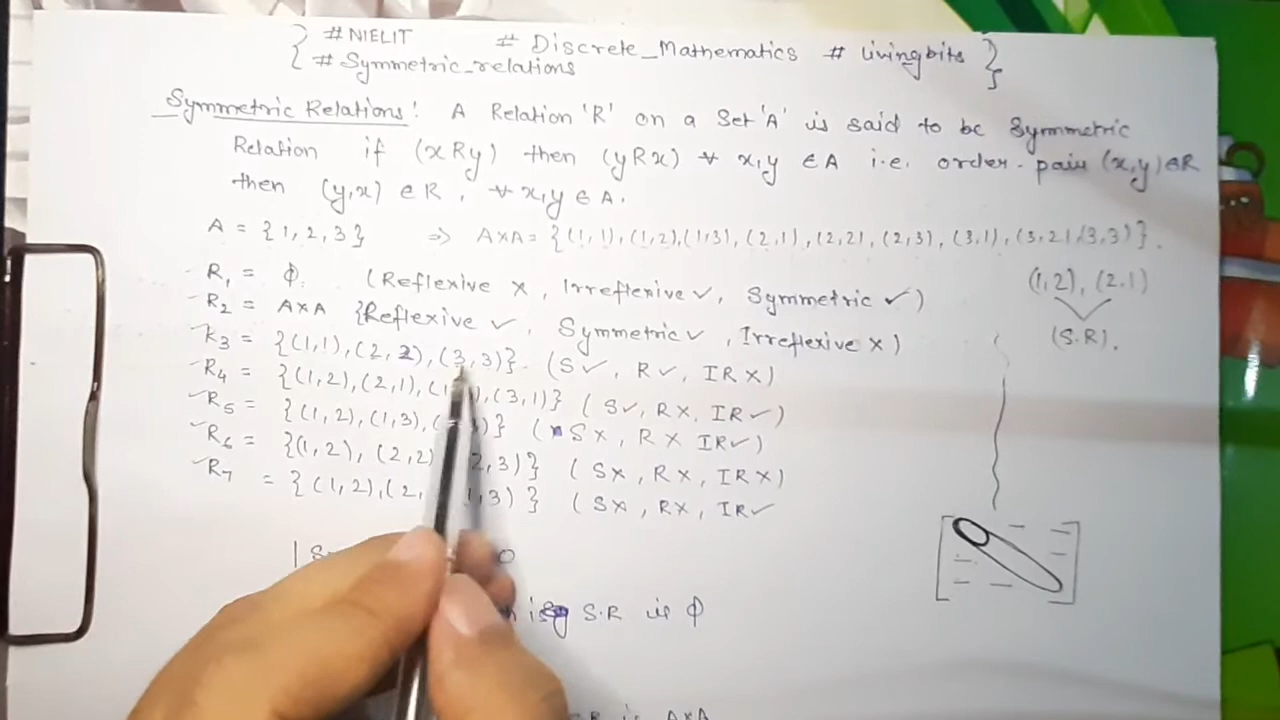 { #NIELIT # Discrete_Mathematics # livingbits }
# Symmetric_relations
Symmetric Relations: A Relation 'R' on a Set 'A' is said to be Symmetric
Relation if (xRy) then (yRx) ∀ x,y ∈A i.e. order-pair (x,y)∈R
then (y,x) ∈ R, ∀ x,y ∈ A.
A = {1,2,3} ⇒ A×A = {(1,1),(1,2),(1,3),(2,1),(2,2),(2,3),(3,1),(3,2),(3,3)}.
(1,2), (2,1)
(S.R).
R1 = ϕ. (Reflexive ×, Irreflexive ✓, Symmetric ✓)
R2 = A×A {Reflexive ✓, Symmetric ✓, Irreflexive ×)
R3 = {(1,1),(2,2),(3,3)}. (S✓, R✓, IR×)
R4 = {(1,2),(2,1), (3,1)} (S✓, R×, IR✓)
R5 = {(1,2),(1,3), } (S×, R× IR✓)
R6 = {(1,2),(2,2) 2,3)} (S×, R×, IR×)
R7 = {(1,2),(2, 1,3)} (S×, R×, IR✓
S.R is ϕ
is A×A